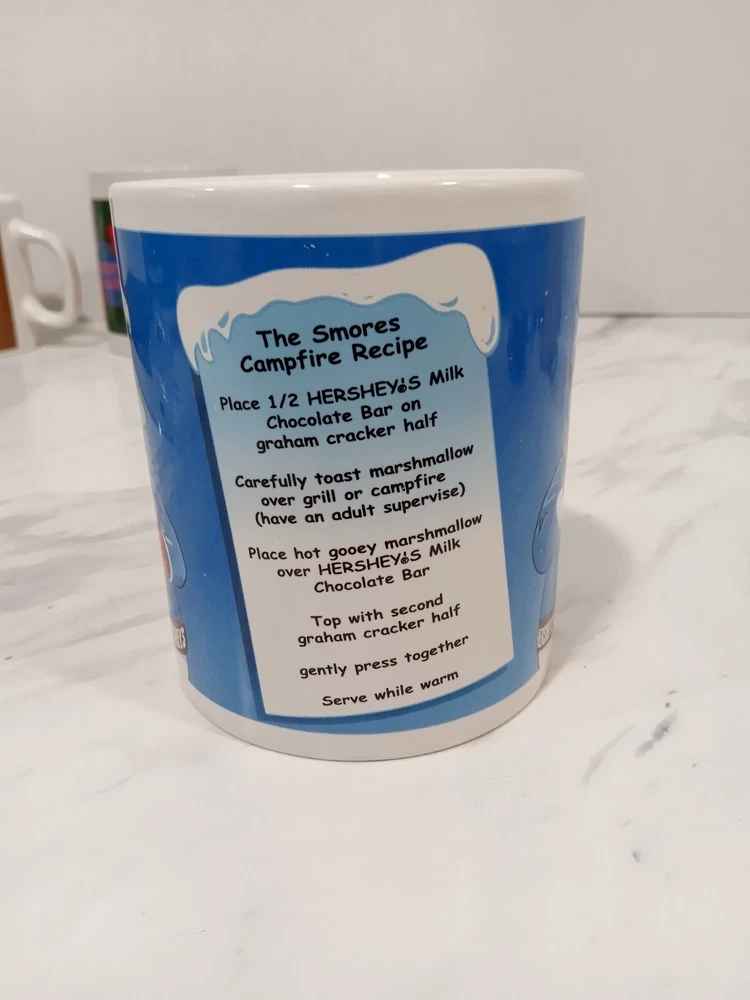 The Smores
Campfire Recipe
Place 1/2 HERSHEY'S Milk
Chocolate Bar on
graham cracker half
Carefully toast marshmallow
over grill or campfire
(have an adult supervise)
Place hot gooey marshmallow
over HERSHEY'S Milk
Chocolate Bar
Top with second
graham cracker half
gently press together
Serve while warm